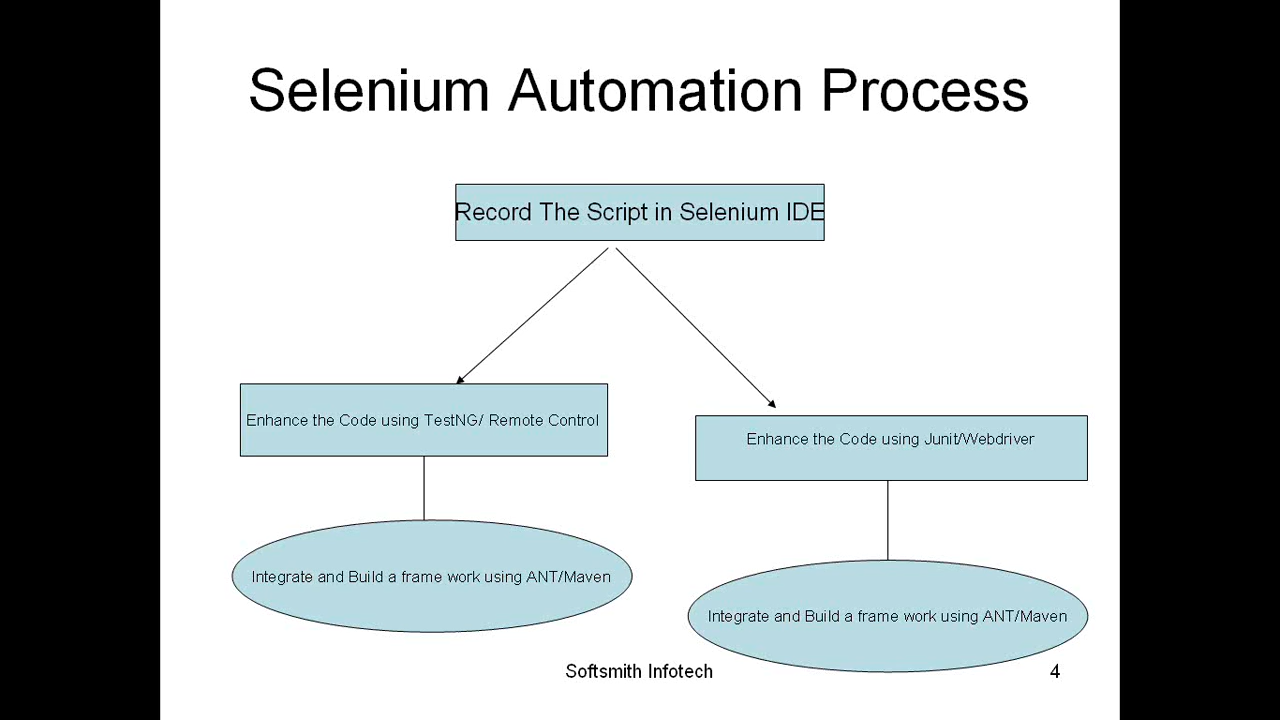 Selenium Automation Process
Record The Script in Selenium IDE
Enhance the Code using TestNG/ Remote Control
Enhance the Code using Junit/Webdriver
Integrate and Build a frame work using ANT/Maven
Integrate and Build a frame work using ANT/Maven
Softsmith Infotech
4